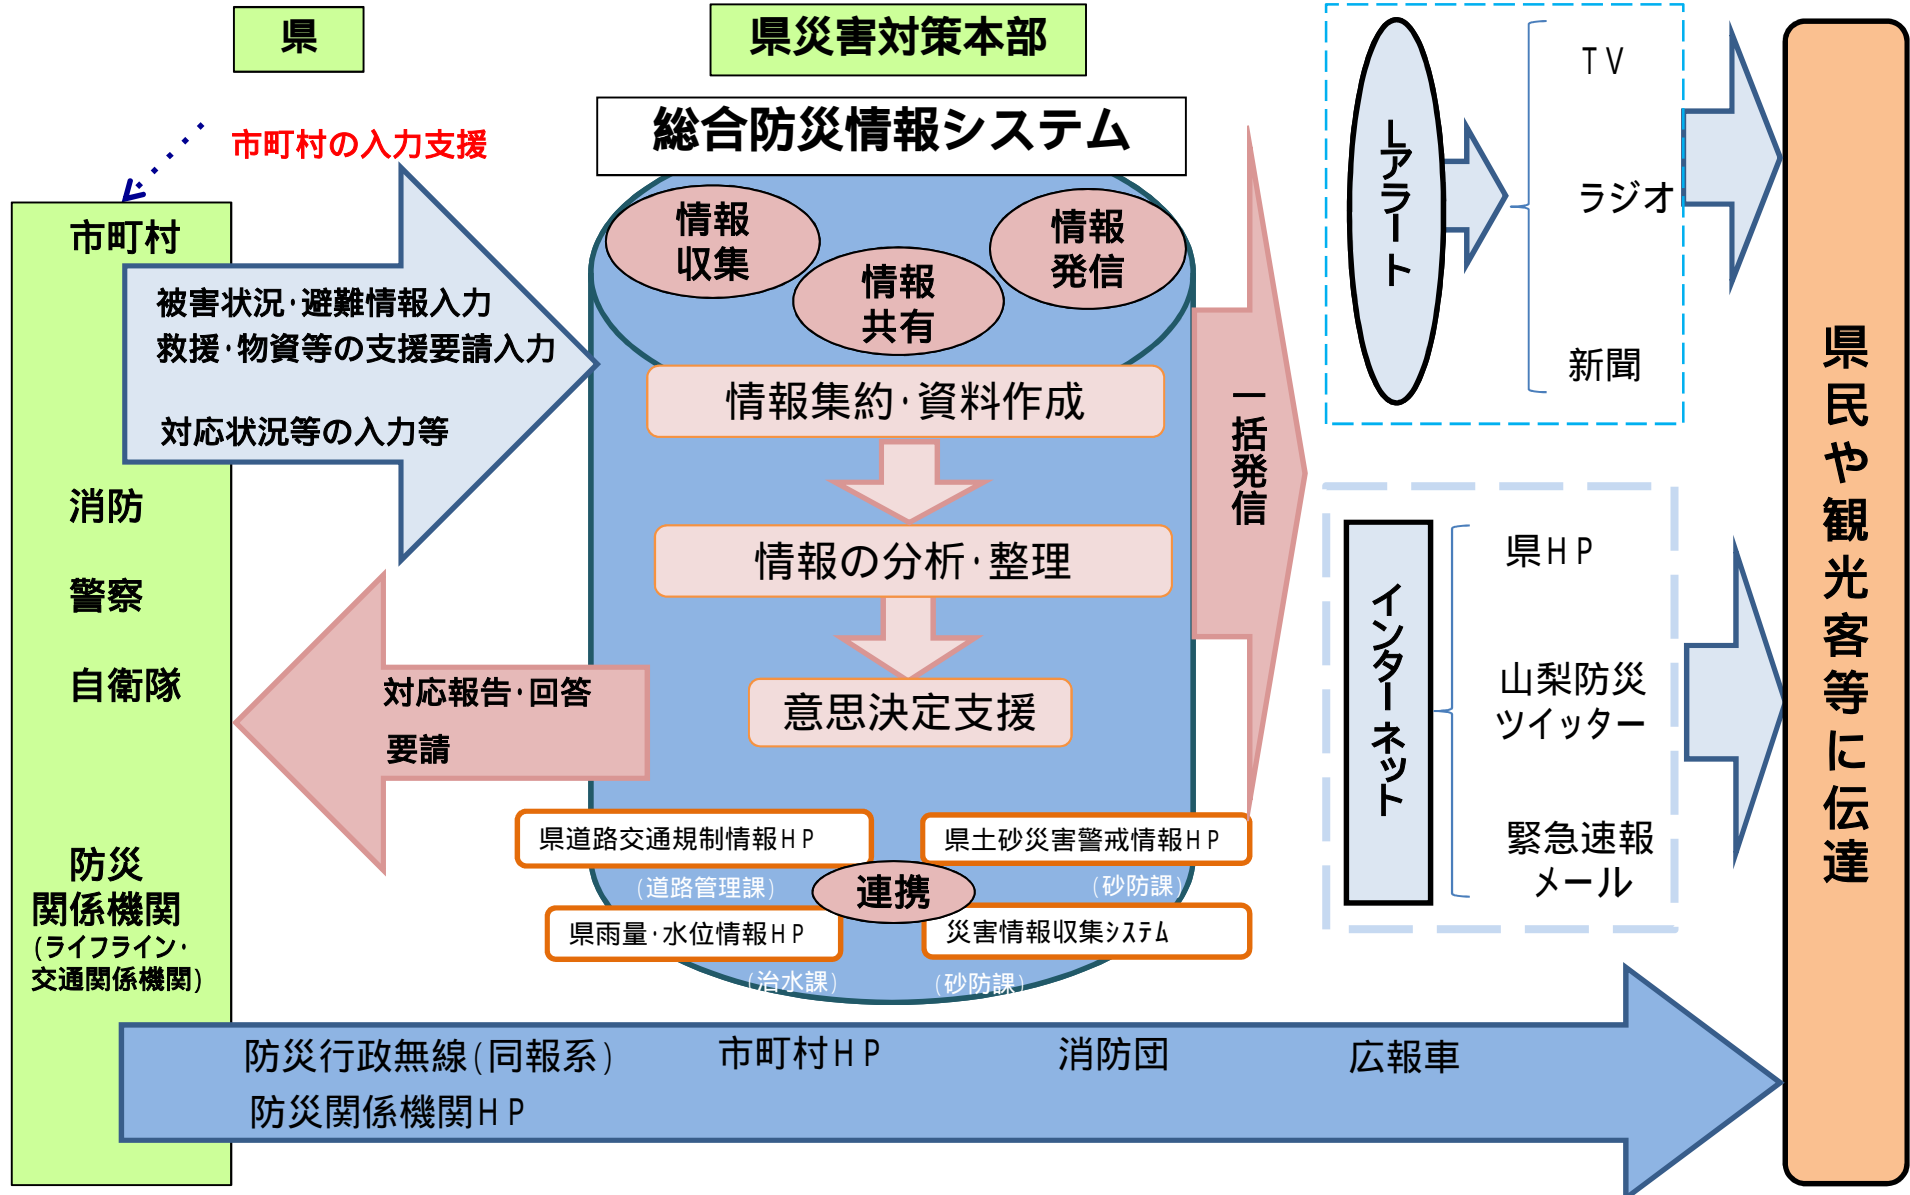 県
県災害対策本部
市町村の入力支援
総合防災情報システム
市町村
被害状況・避難情報入力
救援・物資等の支援要請入力
対応状況等の入力等
消防
警察
自衛隊
防災
関係機関
(ライフライン・
交通関係機関)
情報
収集
情報
共有
情報
発信
情報集約・資料作成
情報の分析・整理
意思決定支援
対応報告・回答
要請
県道路交通規制情報HP
(道路管理課)
県土砂災害警戒情報HP
(砂防課)
連携
県雨量・水位情報HP
(治水課)
災害情報収集システム
(砂防課)
一括発信
Lアラート
TV
ラジオ
新聞
インターネット
県HP
山梨防災
ツイッター
緊急速報
メール
県民や観光客等に伝達
防災行政無線(同報系)
市町村HP
消防団
広報車
防災関係機関HP